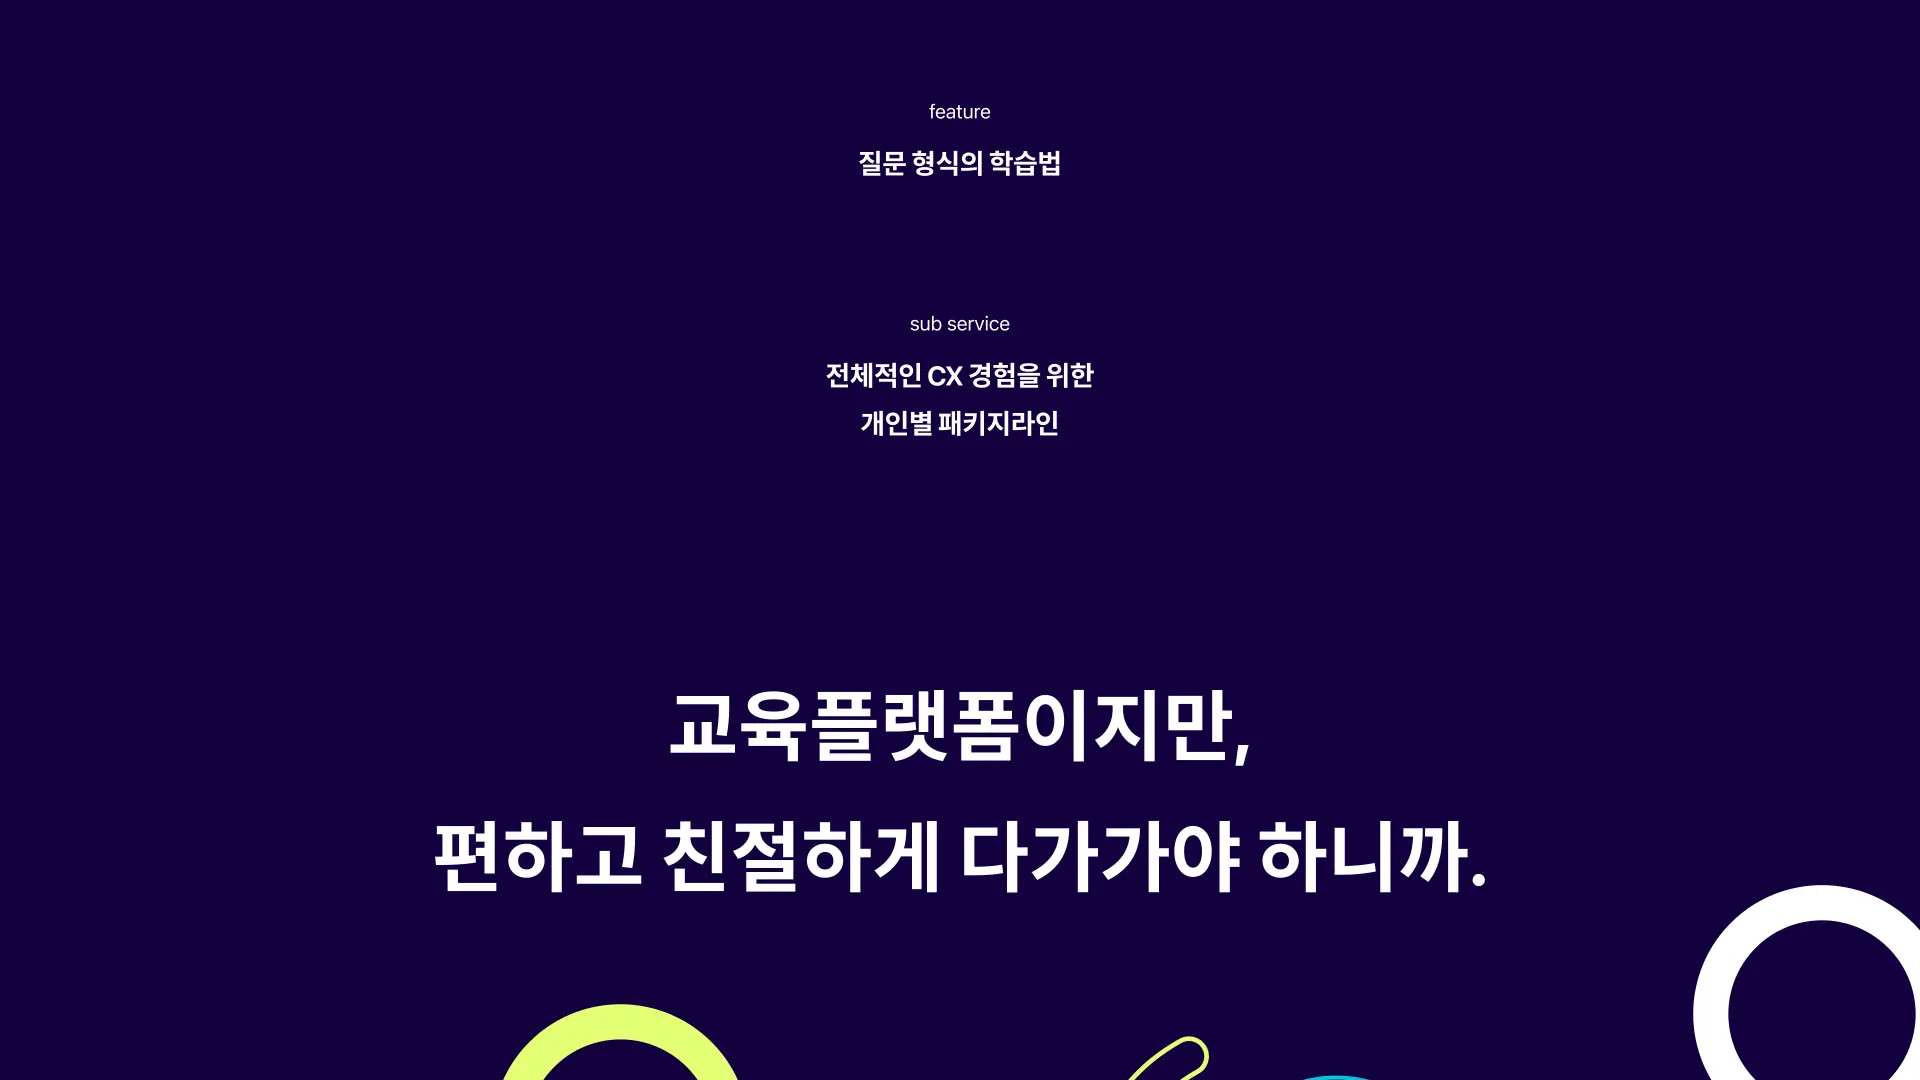 feature
질문 형식의 학습법
sub service
전체적인 CX 경험을 위한
개인별 패키지라인
교육플랫폼이지만,
편하고 친절하게 다가가야 하니까.